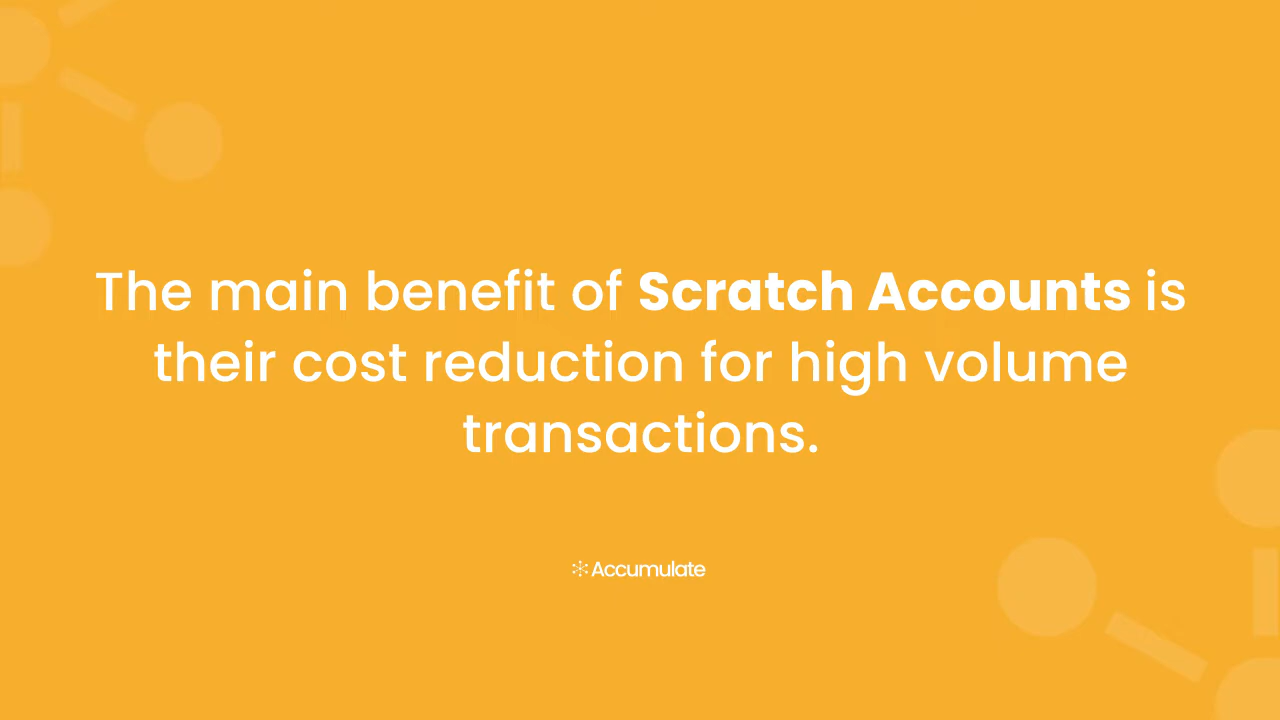 The main benefit of Scratch Accounts is
their cost reduction for high volume
transactions.
Accumulate